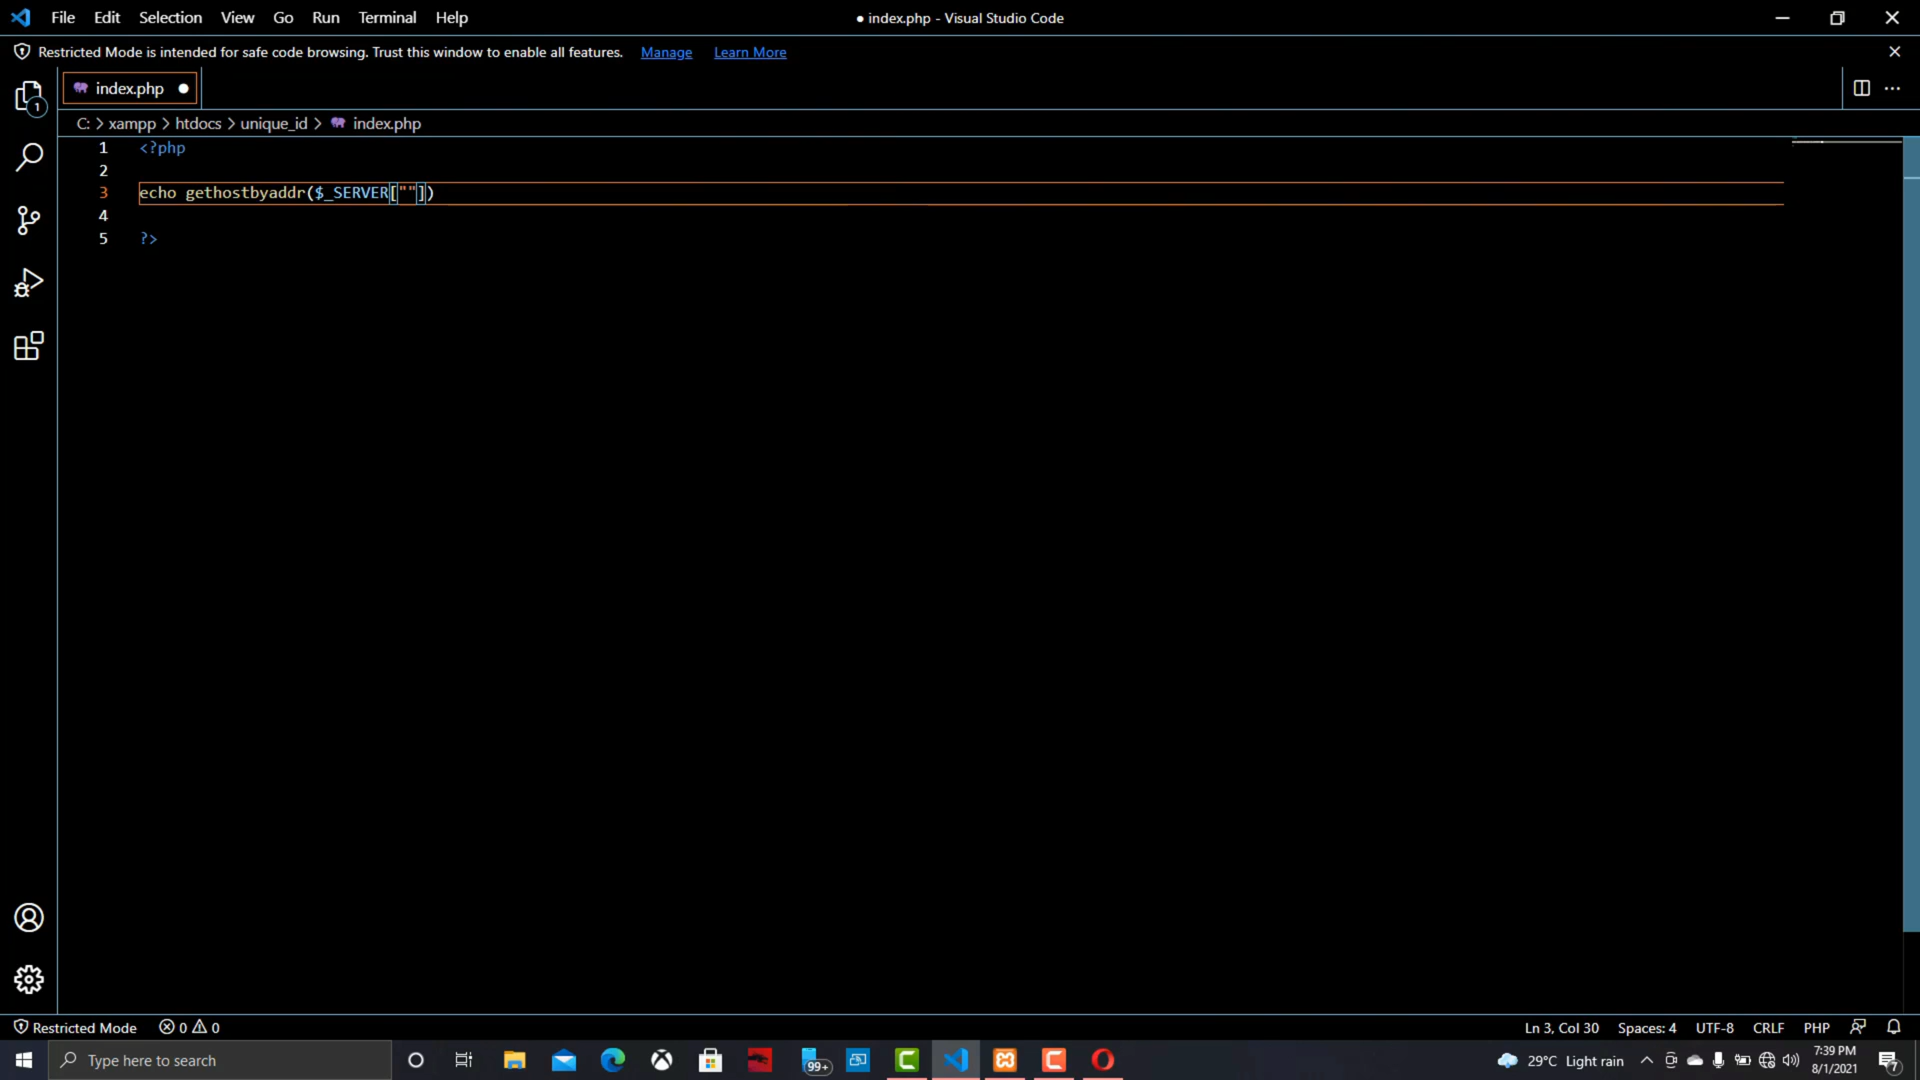 File Edit Selection View Go Run Terminal Help
● index.php - Visual Studio Code
Restricted Mode is intended for safe code browsing. Trust this window to enable all features. Manage Learn More
index.php
1
C: > xampp > htdocs > unique_id > index.php
1 <?php
2
3 echo gethostbyaddr($_SERVER[""])
4
5 ?>
Restricted Mode 0 0
Ln 3, Col 30 Spaces: 4 UTF-8 CRLF PHP
Type here to search
99+
29°C Light rain
7:39 PM
8/1/2021
7